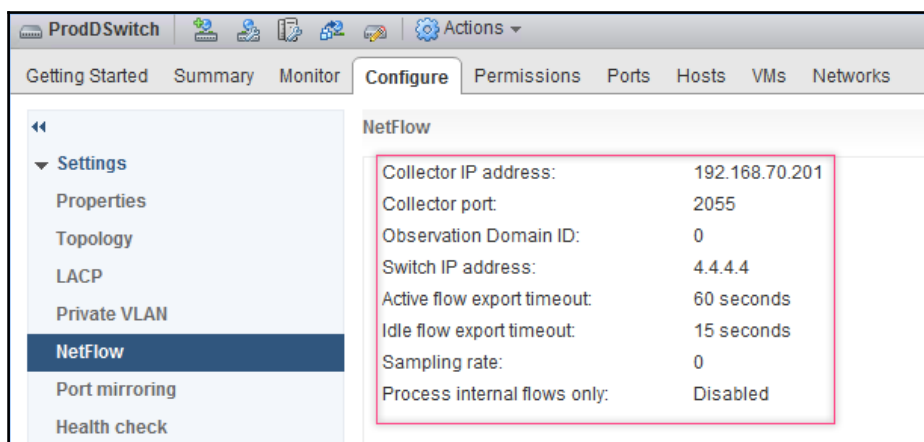 ProdDSwitch Actions
Getting Started Summary Monitor Configure Permissions Ports Hosts VMs Networks
Settings
Properties
Topology
LACP
Private VLAN
NetFlow
Port mirroring
Health check
NetFlow
Collector IP address: 192.168.70.201
Collector port: 2055
Observation Domain ID: 0
Switch IP address: 4.4.4.4
Active flow export timeout: 60 seconds
Idle flow export timeout: 15 seconds
Sampling rate: 0
Process internal flows only: Disabled